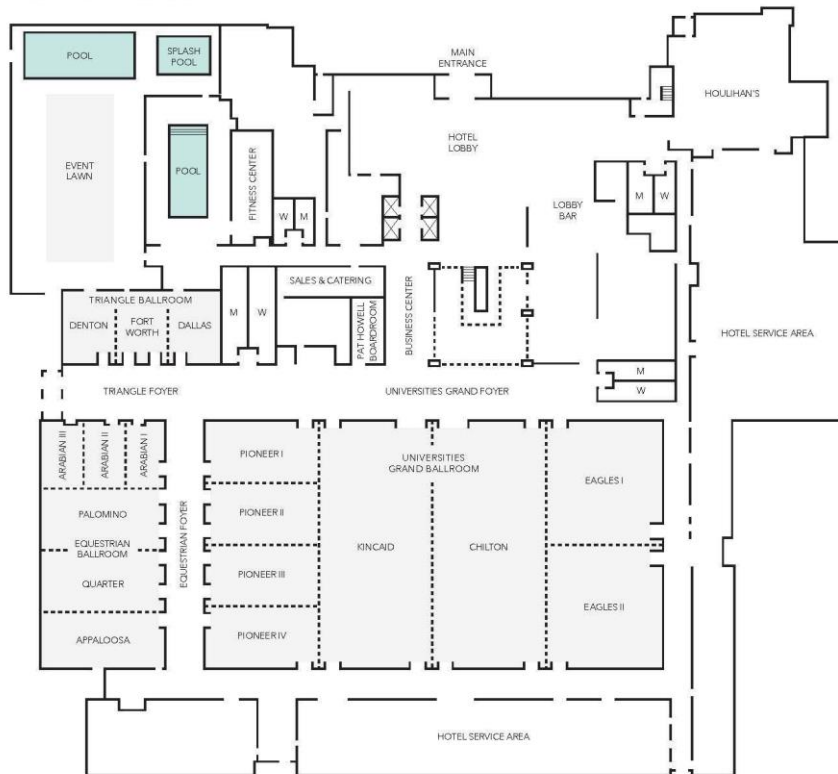 POOL
SPLASH
POOL
MAIN
ENTRANCE
HOULIHAN'S
HOTEL
LOBBY
EVENT
LAWN
POOL
FITNESS CENTER
W
M
LOBBY
BAR
M
W
SALES & CATERING
TRIANGLE BALLROOM
DENTON
FORT
WORTH
DALLAS
M
W
PAT HOWELL
BOARDROOM
BUSINESS CENTER
HOTEL SERVICE AREA
M
W
TRIANGLE FOYER
UNIVERSITIES GRAND FOYER
ARABIAN III
ARABIAN II
ARABIAN I
PALOMINO
EQUESTRIAN
BALLROOM
QUARTER
APPALOOSA
EQUESTRIAN FOYER
PIONEER I
PIONEER II
PIONEER III
PIONEER IV
UNIVERSITIES
GRAND BALLROOM
KINCAID
CHILTON
EAGLES I
EAGLES II
HOTEL SERVICE AREA